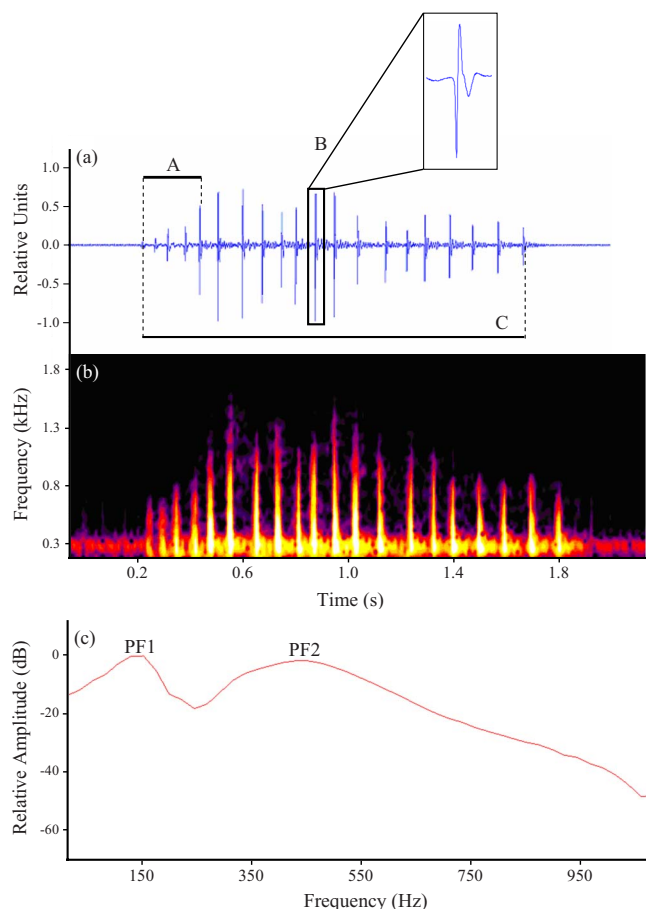 B
(a)
A
1.0
0.5
0.0
-0.5
-1.0
Relative Units
C
(b)
1.8
1.3
0.8
0.3
Frequency (kHz)
0.2 0.6 1.0 1.4 1.8
Time (s)
(c)
PF1 PF2
0
-20
-40
-60
Relative Amplitude (dB)
150 350 550 750 950
Frequency (Hz)